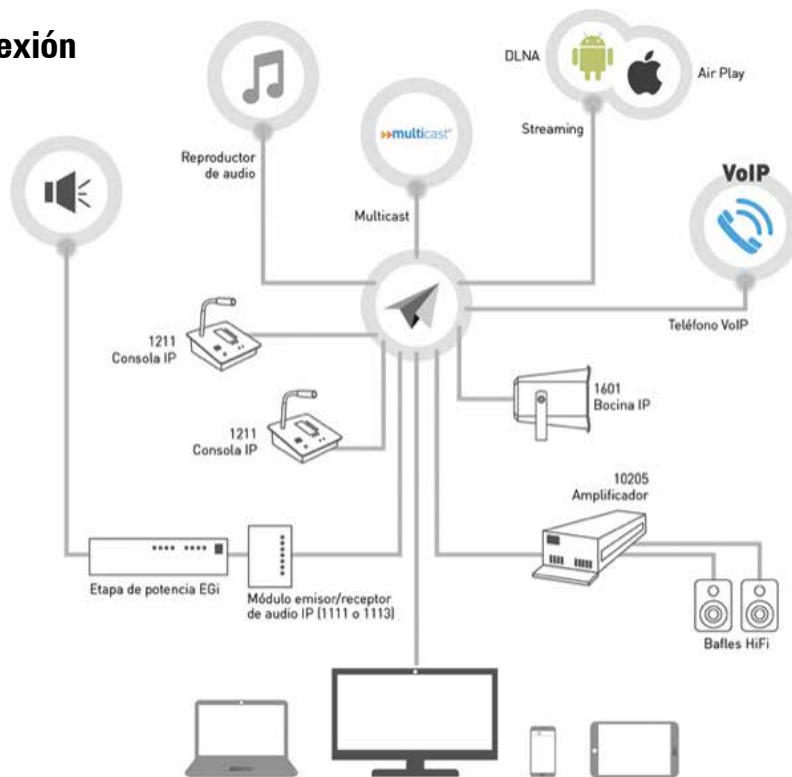 exión
DLNA
Air Play
Streaming
Reproductor
de audio
multicast
Multicast
VoIP
Teléfono VoIP
1211
Consola IP
1601
Bocina IP
1211
Consola IP
10205
Amplificador
Etapa de potencia EGi
Módulo emisor/receptor
de audio IP (1111 o 1113)
Bafles HiFi